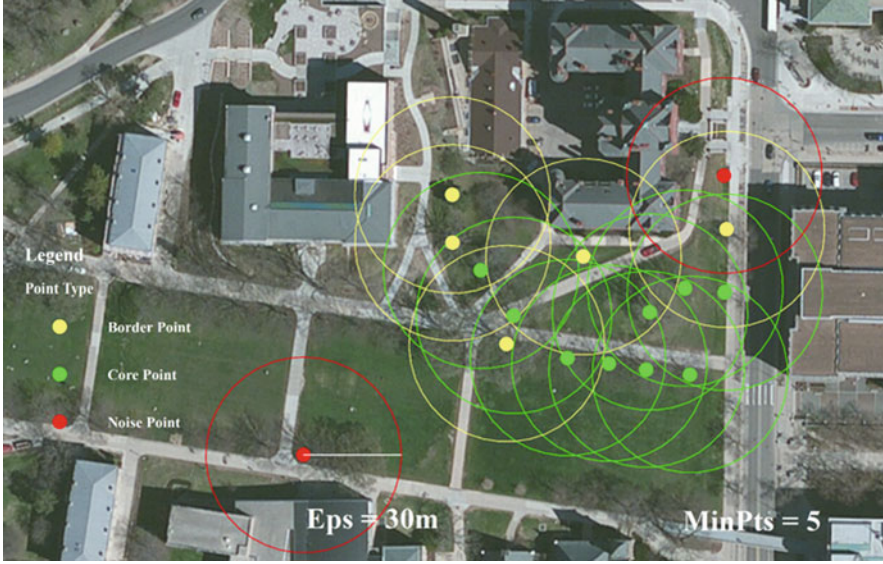 Legend
Point Type
Border Point
Core Point
Noise Point
Eps = 30m
MinPts = 5